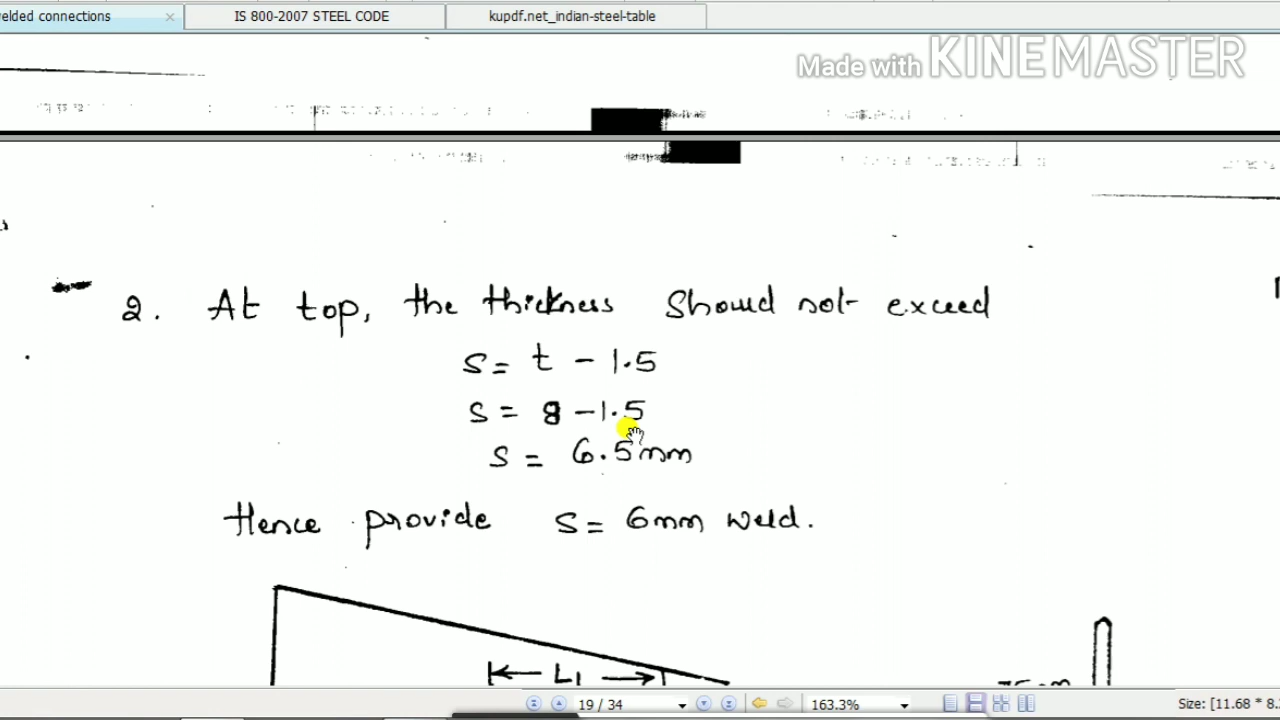 welded connections
IS 800-2007 STEEL CODE
kupdf.net_indian-steel-table
Made with KINEMASTER
2. At top, the thickness should not exceed
S = t - 1.5
S = 8 - 1.5
S = 6.5mm
Hence provide S = 6mm weld.
L1
19 / 34
163.3%
Size: [11.68 * 8.